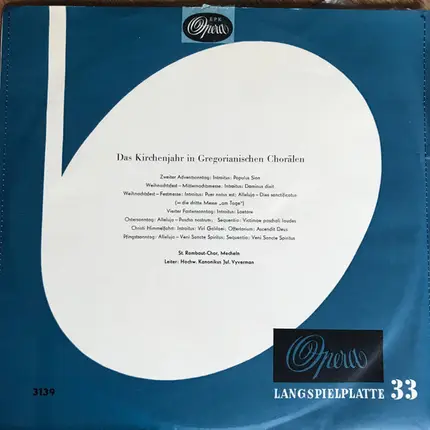 EPK
Opera
Das Kirchenjahr in Gregorianischen Chorälen
Zweiter Adventsonntag: Introitus: Populus Sion
Weihnachtsfest – Mitternachtsmesse: Introitus: Dominus dixit
Weihnachtsfest – Festmesse: Introitus: Puer natus est; Alleluja – Dies sanctificatus
(= die dritte Messe „am Tage")
Vierter Fastensonntag: Introitus: Laetare
Ostersonntag: Alleluja – Pascha nostrum; Sequentia: Victimae paschali laudes
Christi Himmelfahrt: Introitus: Viri Galilaei; Offertorium: Ascendit Deus
Pfingstsonntag: Alleluja – Veni Sancte Spiritus; Sequentia: Veni Sancte Spiritus
St. Rombaut-Chor, Mecheln
Leiter: Hochw. Kanonikus Jul. Vyverman
Opera
3139
LANGSPIELPLATTE 33